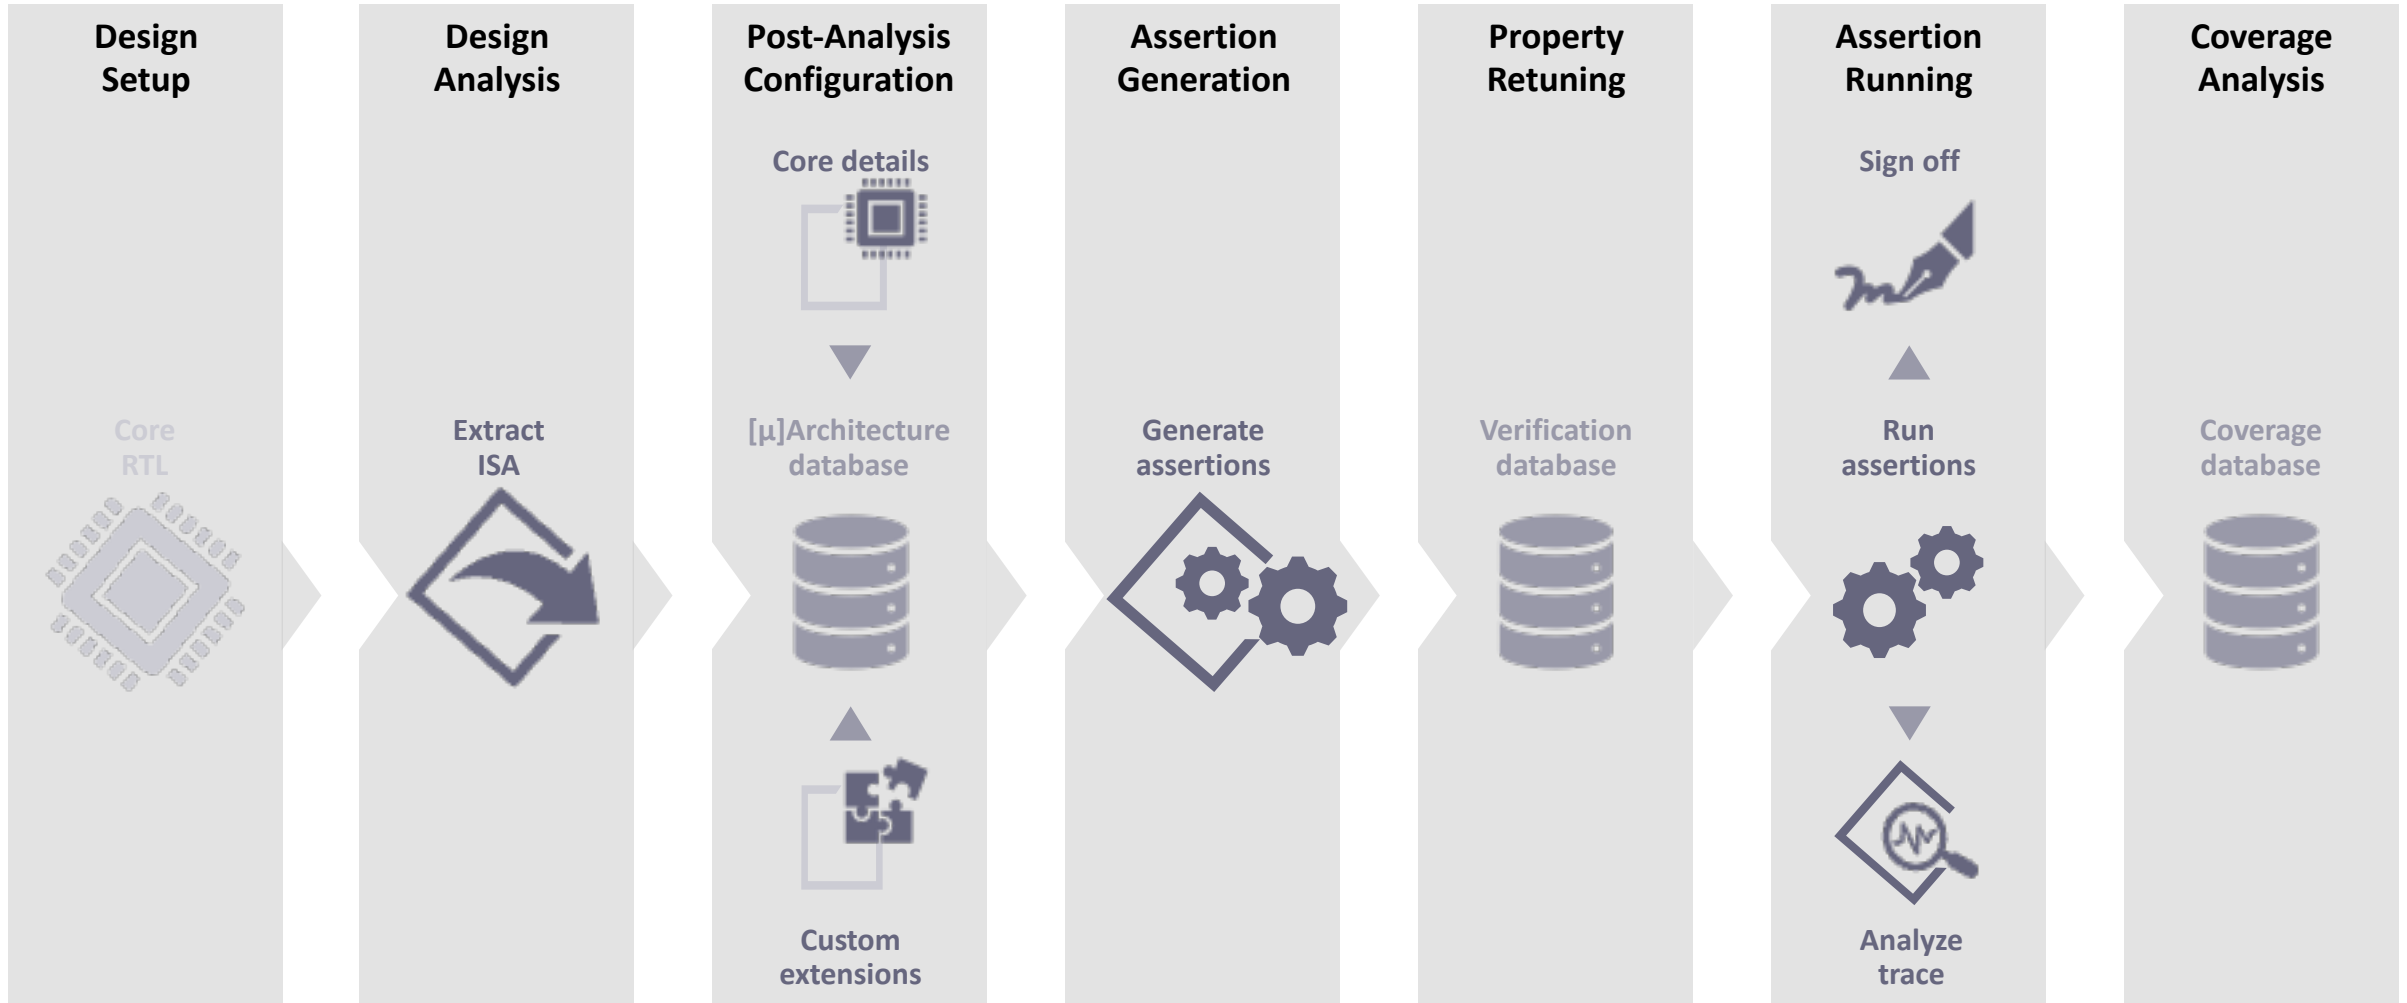 Design
Setup
Core
RTL
Design
Analysis
Extract
ISA
Post-Analysis
Configuration
Core details
[µ]Architecture
database
Custom
extensions
Assertion
Generation
Generate
assertions
Property
Retuning
Verification
database
Assertion
Running
Sign off
Run
assertions
Analyze
trace
Coverage
Analysis
Coverage
database